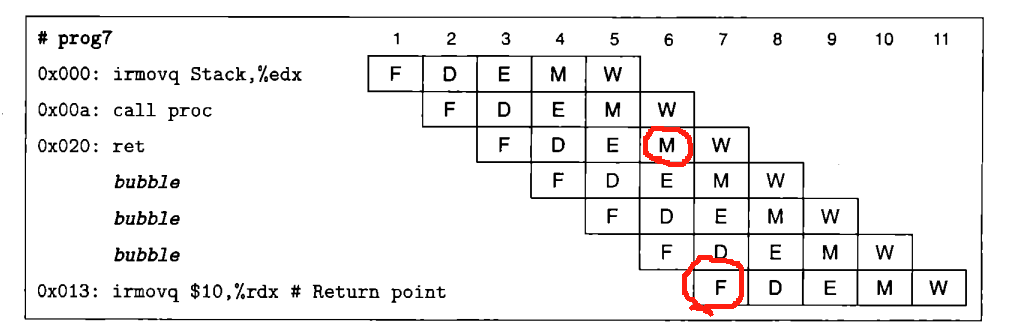 # prog7 1 2 3 4 5 6 7 8 9 10 11
0x000: irmovq Stack,%edx F D E M W
0x00a: call proc F D E M W
0x020: ret F D E M W
bubble F D E M W
bubble F D E M W
bubble F D E M W
0x013: irmovq $10,%rdx # Return point F D E M W